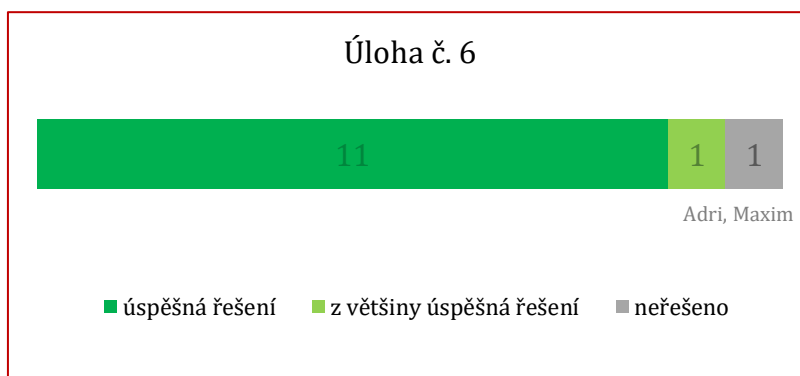 Úloha č. 6
11 1 1
Adri, Maxim
úspěšná řešení z většiny úspěšná řešení neřešeno